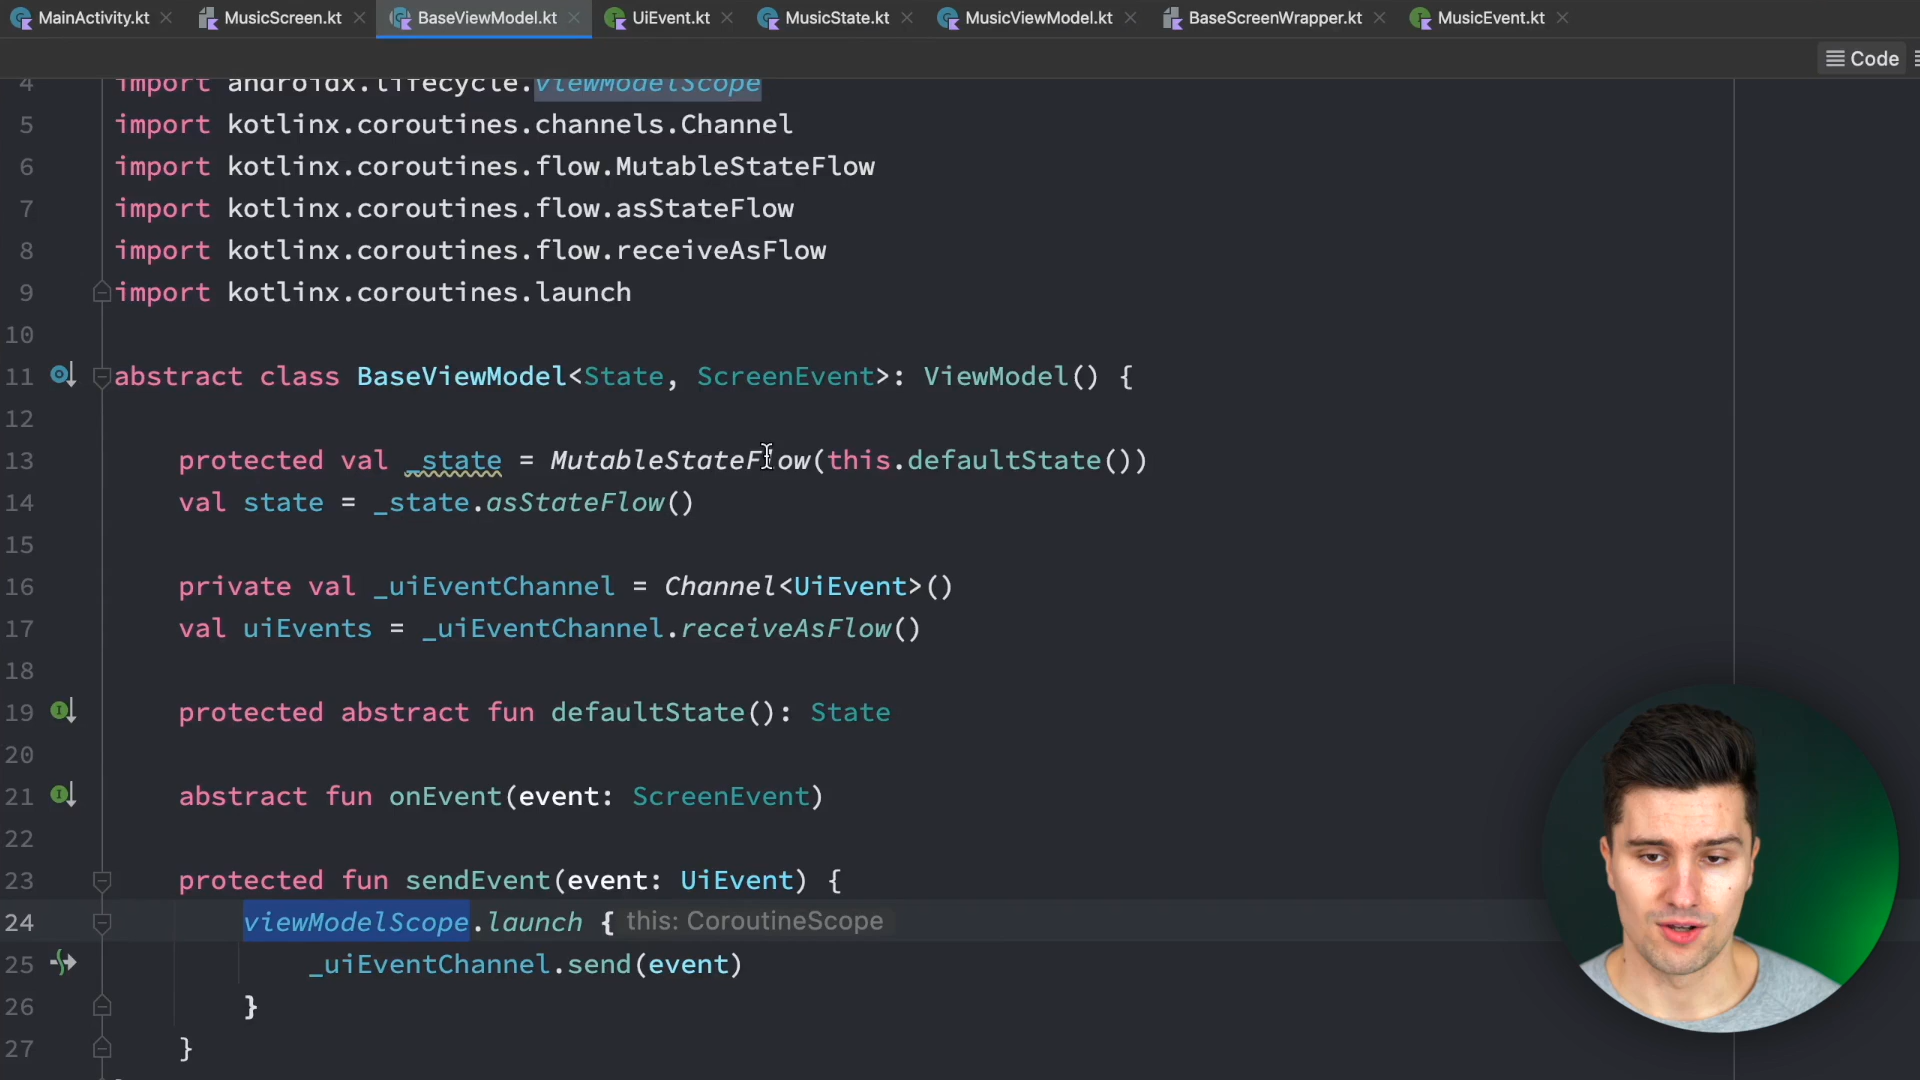 MainActivity.kt MusicScreen.kt BaseViewModel.kt UiEvent.kt MusicState.kt MusicViewModel.kt BaseScreenWrapper.kt MusicEvent.kt
Code
4 import androidx.lifecycle.viewModelScope
5 import kotlinx.coroutines.channels.Channel
6 import kotlinx.coroutines.flow.MutableStateFlow
7 import kotlinx.coroutines.flow.asStateFlow
8 import kotlinx.coroutines.flow.receiveAsFlow
9 import kotlinx.coroutines.launch
10
11 abstract class BaseViewModel<State, ScreenEvent>: ViewModel() {
12
13 protected val _state = MutableStateFlow(this.defaultState())
14 val state = _state.asStateFlow()
15
16 private val _uiEventChannel = Channel<UiEvent>()
17 val uiEvents = _uiEventChannel.receiveAsFlow()
18
19 protected abstract fun defaultState(): State
20
21 abstract fun onEvent(event: ScreenEvent)
22
23 protected fun sendEvent(event: UiEvent) {
24 viewModelScope.launch { this: CoroutineScope
25 _uiEventChannel.send(event)
26 }
27 }